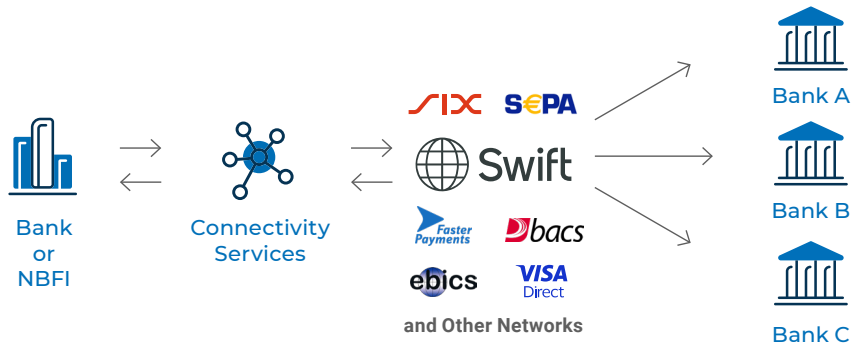 Bank
or
NBFI
Connectivity
Services
SIX
S€PA
Swift
Faster
Payments
bacs
ebics
VISA
Direct
and Other Networks
Bank A
Bank B
Bank C